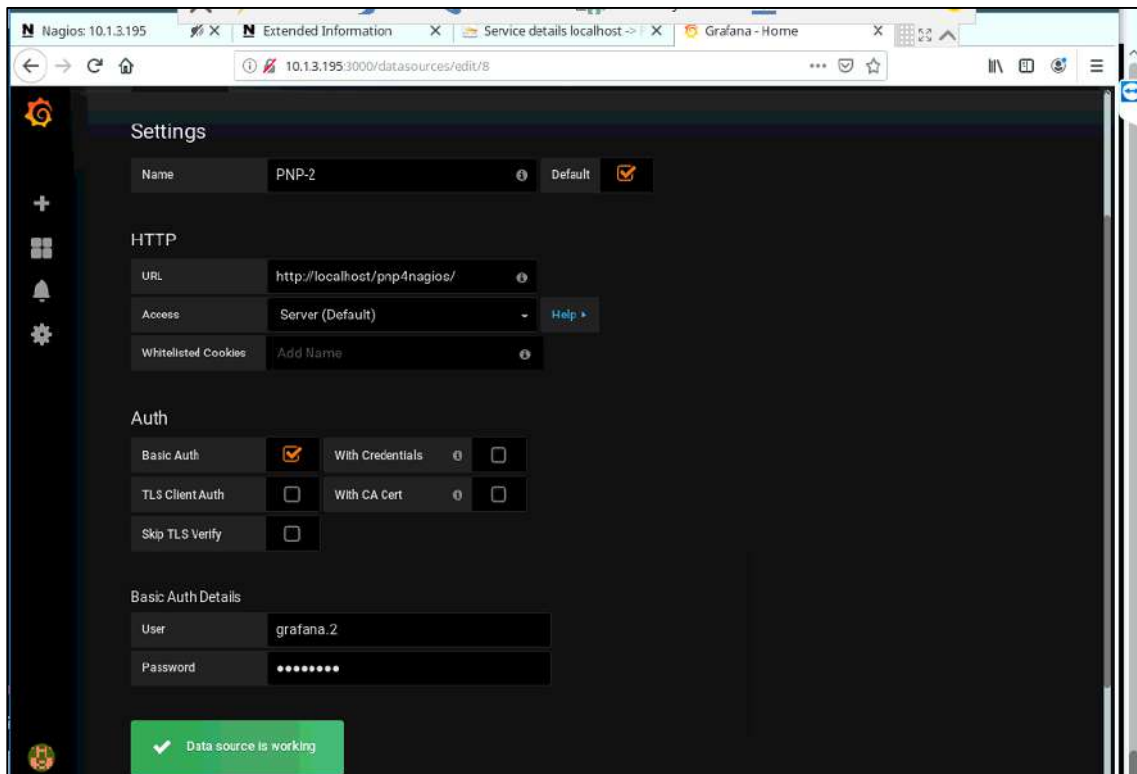 Nagios: 10.1.3.195
Extended Information
Service details localhost ->
Grafana - Home
10.1.3.195:3000/datasources/edit/8
Settings
Name PNP-2 Default
HTTP
URL http://localhost/pnp4nagios/
Access Server (Default) Help
Whitelisted Cookies Add Name
Auth
Basic Auth With Credentials
TLS Client Auth With CA Cert
Skip TLS Verify
Basic Auth Details
User grafana.2
Password ••••••••
Data source is working